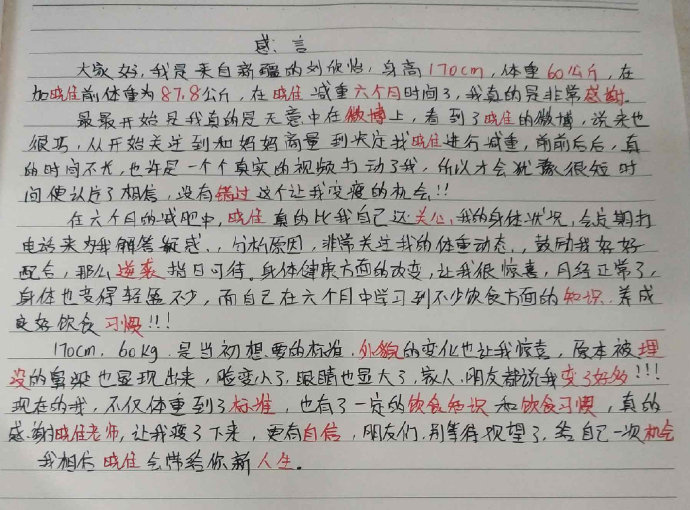 感言
大家好,我是来自新疆的刘欣怡,身高170cm,体重60公斤,在
加晓佳前体重为87.8公斤,在晓佳减重六个月时间了,我真的是非常感谢.
最最开始是我真的是无意中在微博上,看到了晓佳的微博,说来也
很巧,从开始关注到和妈妈商量到决定找晓佳进行减重,前前后后,真
的时间不长,也许是一个个真实的视频打动了我,所以才会犹豫很短时
间便认定了相信,没有错过这个让我变瘦的机会!!
在六个月的减肥中,晓佳真的比我自己还关心,我的身体状况,会定期打
电话来为我解答疑惑.,分析原因,非常关注我的体重动态.,鼓励我好好
配合,那么逆袭指日可待.身体健康方面的改变,让我很惊喜,月经正常了,
身体也变得轻盈不少,而自己在六个月中学习到不少饮食方面的知识.养成
良好饮食习惯!!!
170cm,60kg.是当初想要的标准.外貌的变化也让我惊喜,原本被埋
没的鼻梁也显现出来,脸变小了,眼睛也显大了,家人.朋友都说我变了好多!!!
现在的我,不仅体重到了标准,也有了一定的饮食知识和饮食习惯,真的
感谢晓佳老师,让我瘦了下来,更有自信,朋友们,别等待观望了,给自己一次机会
我相信晓佳会带给你新人生。